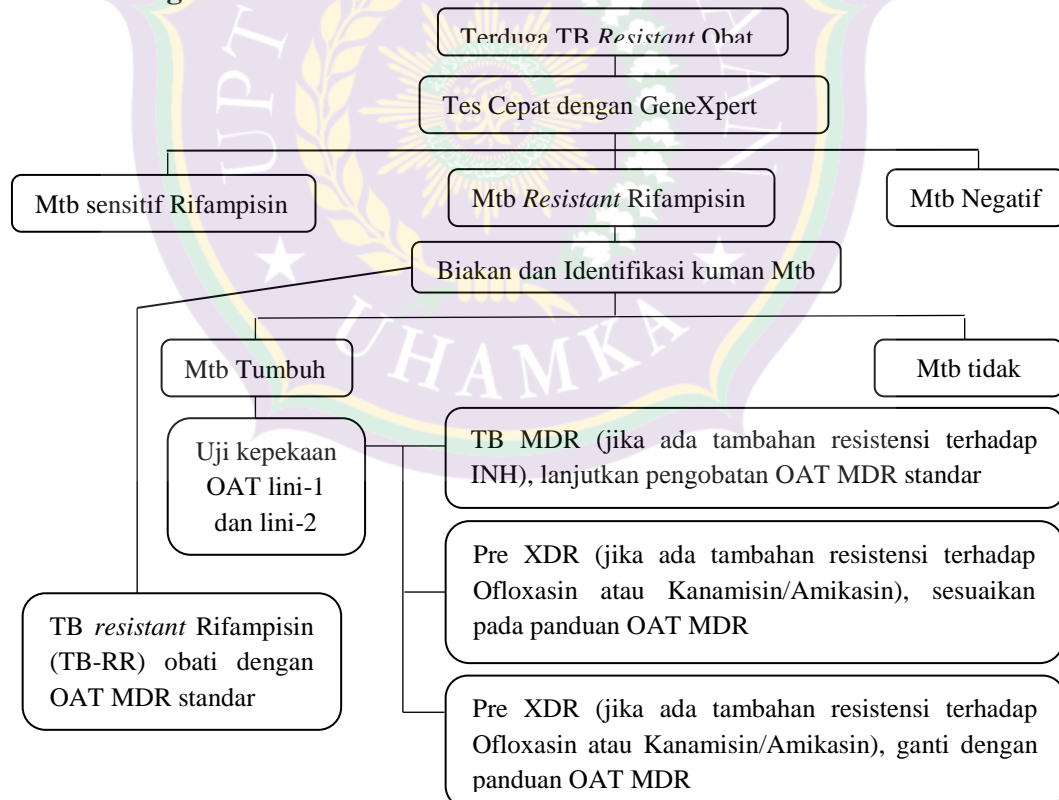 Terduga TB Resistant Obat
Tes Cepat dengan GeneXpert
Mtb sensitif Rifampisin
Mtb Resistant Rifampisin
Mtb Negatif
Biakan dan Identifikasi kuman Mtb
Mtb Tumbuh
Mtb tidak
Uji kepekaan
OAT lini-1
dan lini-2
TB MDR (jika ada tambahan resistensi terhadap
INH), lanjutkan pengobatan OAT MDR standar
Pre XDR (jika ada tambahan resistensi terhadap
Ofloxasin atau Kanamisin/Amikasin), sesuaikan
pada panduan OAT MDR
TB resistant Rifampisin
(TB-RR) obati dengan
OAT MDR standar
Pre XDR (jika ada tambahan resistensi terhadap
Ofloxasin atau Kanamisin/Amikasin), ganti dengan
panduan OAT MDR
UPT
AN
UHAMKA